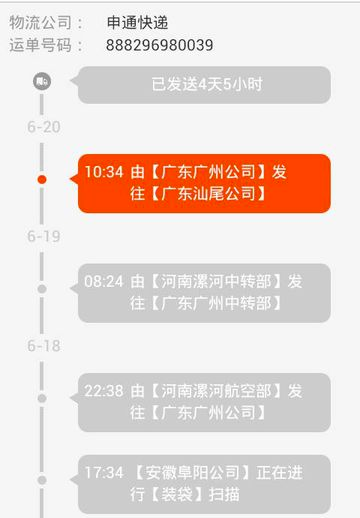 物流公司： 申通快递
运单号码： 888296980039
已发送4天5小时
6-20
10:34 由【广东广州公司】发
往【广东汕尾公司】
6-19
08:24 由【河南漯河中转部】发
往【广东广州中转部】
6-18
22:38 由【河南漯河航空部】发
往【广东广州公司】
17:34 【安徽阜阳公司】正在进
行【装袋】扫描